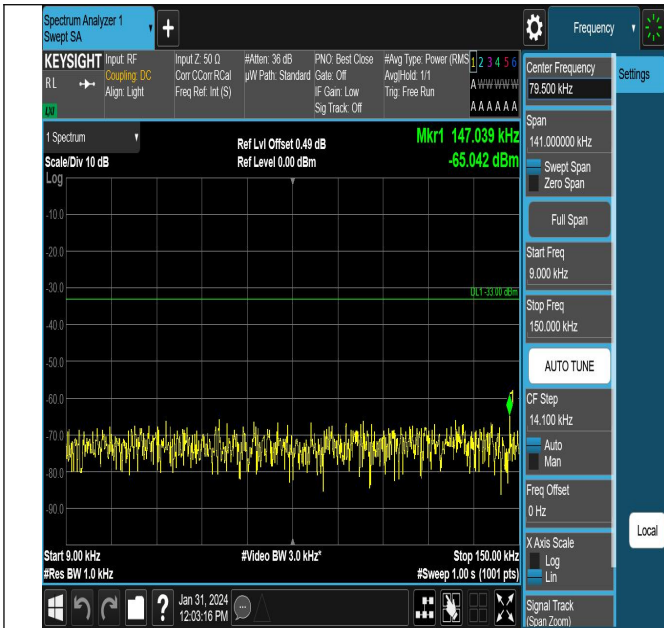 Spectrum Analyzer 1
Swept SA
Frequency
KEYSIGHT
RL
LXI
Input: RF
Coupling: DC
Align: Light
Input Z: 50 Ω
Corr CCorr RCal
Freq Ref: Int (S)
#Atten: 36 dB
µW Path: Standard
PNO: Best Close
Gate: Off
IF Gain: Low
Sig Track: Off
#Avg Type: Power (RMS
Avg|Hold: 1/1
Trig: Free Run
1 2 3 4 5 6
A W W W W W
A A A A A A
1 Spectrum
Scale/Div 10 dB
Log
Ref Lvl Offset 0.49 dB
Ref Level 0.00 dBm
Mkr1 147.039 kHz
-65.042 dBm
-10.0
-20.0
-30.0
DL1 -33.00 dBm
-40.0
-50.0
-60.0
-70.0
-80.0
-90.0
Start 9.00 kHz
#Video BW 3.0 kHz*
Stop 150.00 kHz
#Res BW 1.0 kHz
#Sweep 1.00 s (1001 pts)
Jan 31, 2024
12:03:16 PM
Center Frequency
79.500 kHz
Settings
Span
141.000000 kHz
Swept Span
Zero Span
Full Span
Start Freq
9.000 kHz
Stop Freq
150.000 kHz
AUTO TUNE
CF Step
14.100 kHz
Auto
Man
Freq Offset
0 Hz
Local
X Axis Scale
Log
Lin
Signal Track
(Span Zoom)